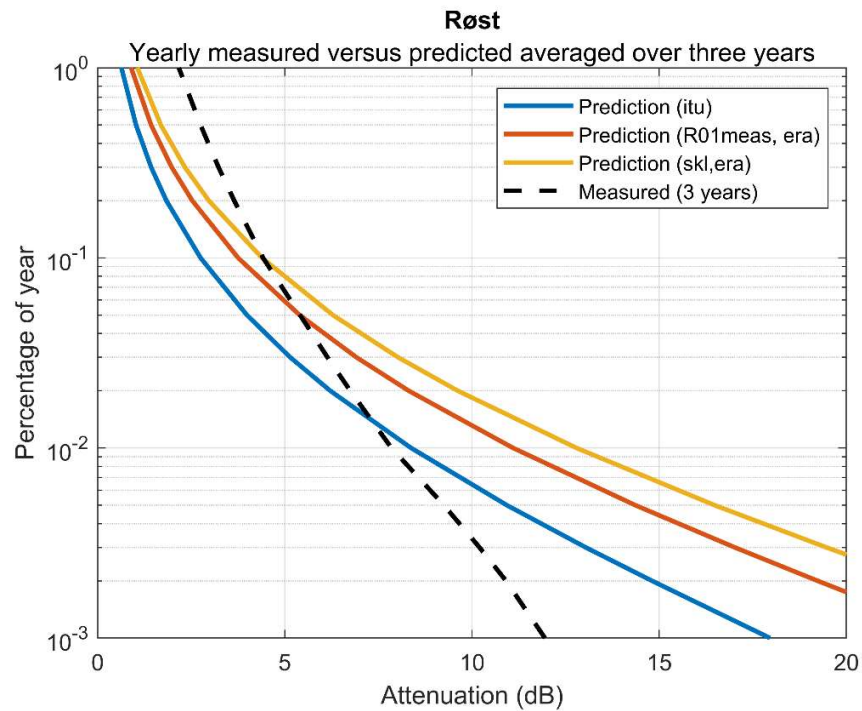 Røst
Yearly measured versus predicted averaged over three years
Prediction (itu)
Prediction (R01meas, era)
Prediction (skl,era)
Measured (3 years)
Percentage of year
10^0
10^-1
10^-2
10^-3
0 5 10 15 20
Attenuation (dB)